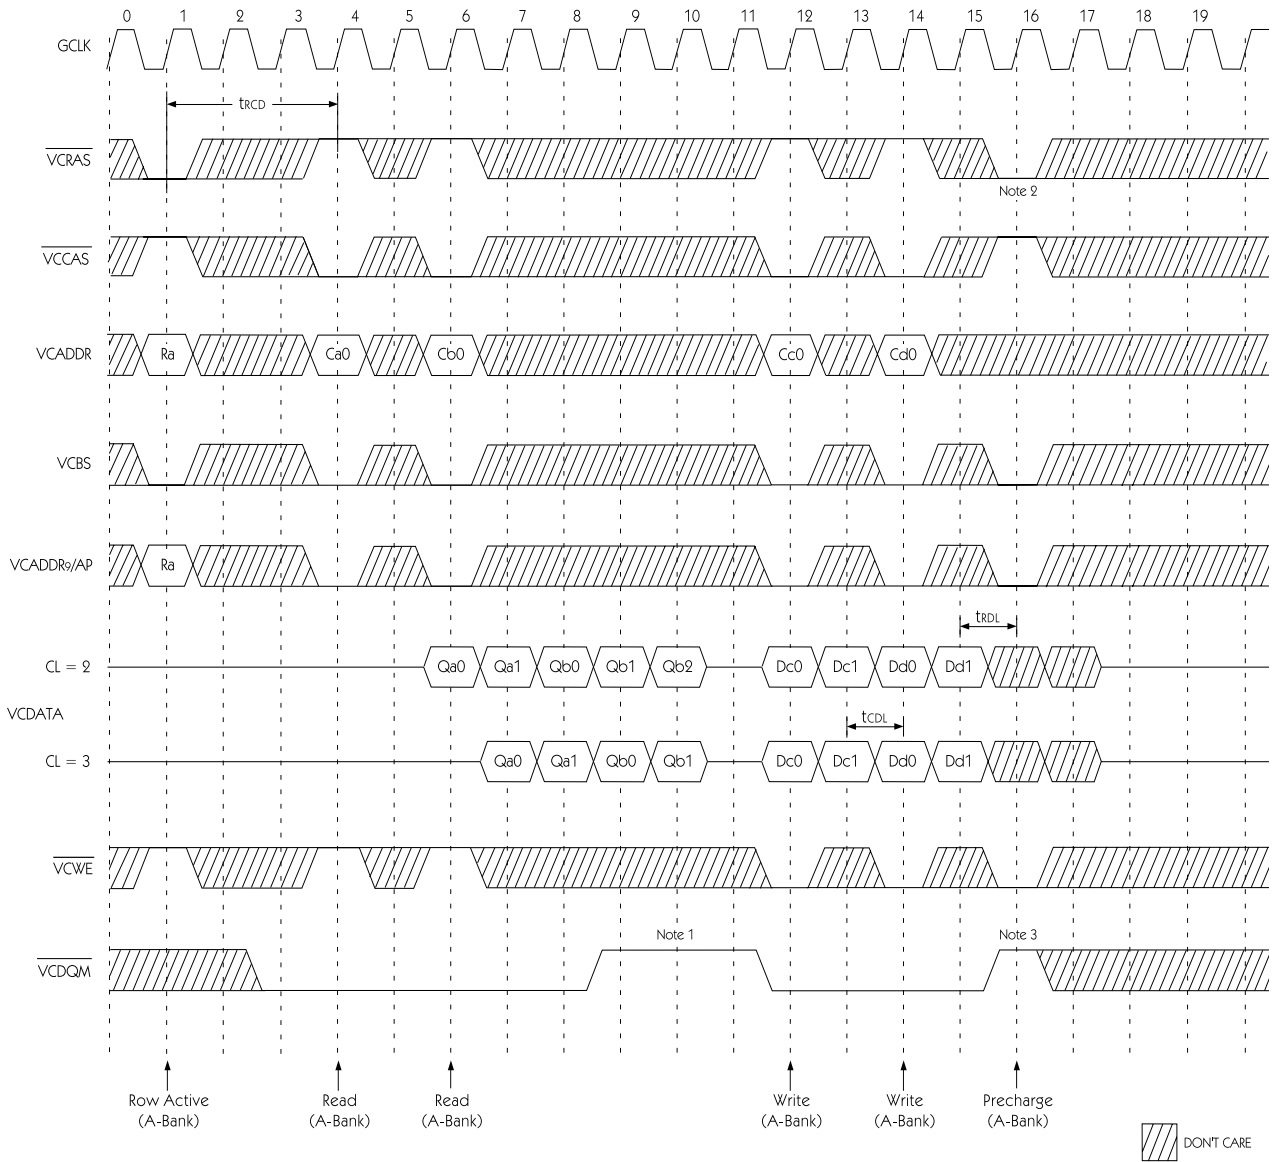 0 1 2 3 4 5 6 7 8 9 10 11 12 13 14 15 16 17 18 19
GCLK
tRCD
VCRAS
Note 2
VCCAS
VCADDR Ra Ca0 Cb0 Cc0 Cd0
VCBS
VCADDR9/AP Ra
tRDL
CL = 2 Qa0 Qa1 Qb0 Qb1 Qb2 Dc0 Dc1 Dd0 Dd1
VCDATA
tCDL
CL = 3 Qa0 Qa1 Qb0 Qb1 Dc0 Dc1 Dd0 Dd1
VCWE
Note 1 Note 3
VCDQM
Row Active Read Read Write Write Precharge
(A-Bank) (A-Bank) (A-Bank) (A-Bank) (A-Bank) (A-Bank)
DON'T CARE